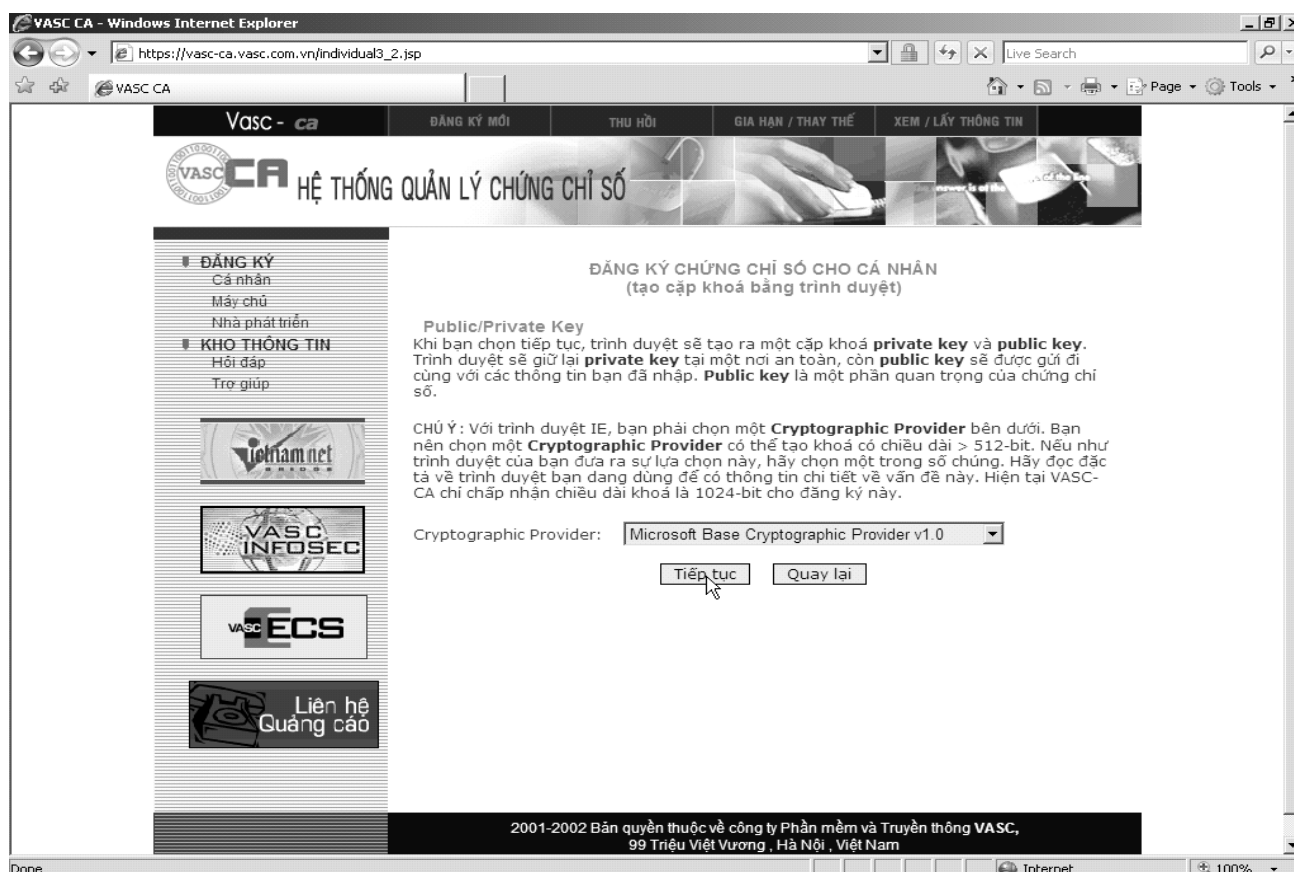 VASC CA - Windows Internet Explorer
https://vasc-ca.vasc.com.vn/individual3_2.jsp
Live Search
VASC CA
Page
Tools
Vasc - ca
ĐĂNG KÝ MỚI
THU HỒI
GIA HẠN / THAY THẾ
XEM / LẤY THÔNG TIN
VASC CA
HỆ THỐNG QUẢN LÝ CHỨNG CHỈ SỐ
ĐĂNG KÝ
Cá nhân
Máy chủ
Nhà phát triển
KHO THÔNG TIN
Hỏi đáp
Trợ giúp
Vietnam net
BRIDGE
VASC
INFOSEC
VASC ECS
Liên hệ
Quảng cáo
ĐĂNG KÝ CHỨNG CHỈ SỐ CHO CÁ NHÂN
(tạo cặp khoá bằng trình duyệt)
Public/Private Key
Khi bạn chọn tiếp tục, trình duyệt sẽ tạo ra một cặp khoá private key và public key.
Trình duyệt sẽ giữ lại private key tại một nơi an toàn, còn public key sẽ được gửi đi
cùng với các thông tin bạn đã nhập. Public key là một phần quan trọng của chứng chỉ
số.
CHÚ Ý: Với trình duyệt IE, bạn phải chọn một Cryptographic Provider bên dưới. Bạn
nên chọn một Cryptographic Provider có thể tạo khoá có chiều dài > 512-bit. Nếu như
trình duyệt của bạn đưa ra sự lựa chọn này, hãy chọn một trong số chúng. Hãy đọc đặc
tả về trình duyệt bạn đang dùng để có thông tin chi tiết về vấn đề này. Hiện tại VASC-
CA chỉ chấp nhận chiều dài khoá là 1024-bit cho đăng ký này.
Cryptographic Provider:
Microsoft Base Cryptographic Provider v1.0
Tiếp tục
Quay lại
2001-2002 Bản quyền thuộc về công ty Phần mềm và Truyền thông VASC,
99 Triệu Việt Vương , Hà Nội , Việt Nam
Done
Internet
100%